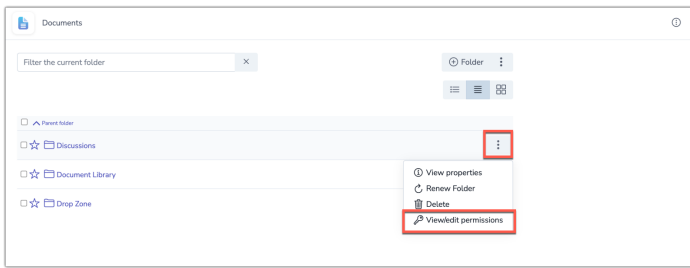 Documents
Filter the current folder
Folder
Parent folder
Discussions
View properties
Document Library
Renew Folder
Delete
Drop Zone
View/edit permissions